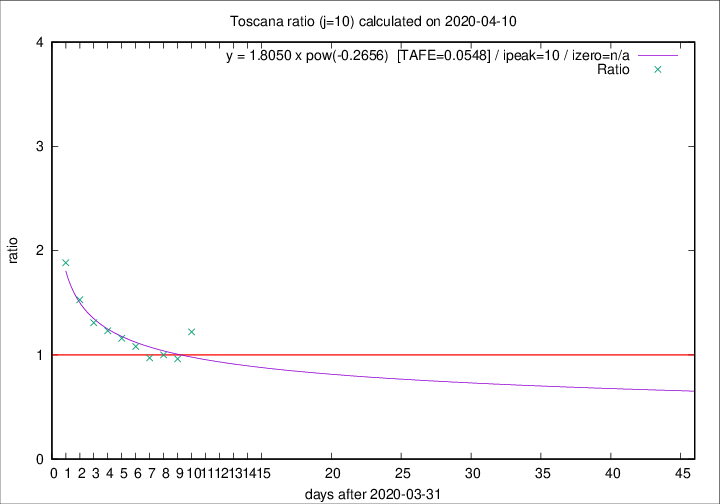 Toscana ratio (j=10) calculated on 2020-04-10
y = 1.8050 x pow(-0.2656)  [TAFE=0.0548] / ipeak=10 / izero=n/a
Ratio
4
3
2
1
0
ratio
0 1 2 3 4 5 6 7 8 9 10 11 12 13 14 15 20 25 30 35 40 45
days after 2020-03-31